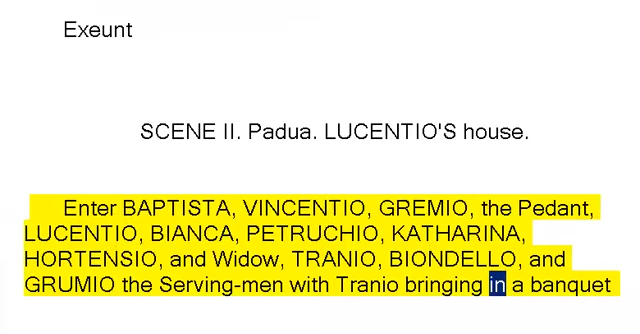 Exeunt
SCENE II. Padua. LUCENTIO'S house.
Enter BAPTISTA, VINCENTIO, GREMIO, the Pedant,
LUCENTIO, BIANCA, PETRUCHIO, KATHARINA,
HORTENSIO, and Widow, TRANIO, BIONDELLO, and
GRUMIO the Serving-men with Tranio bringing in a banquet